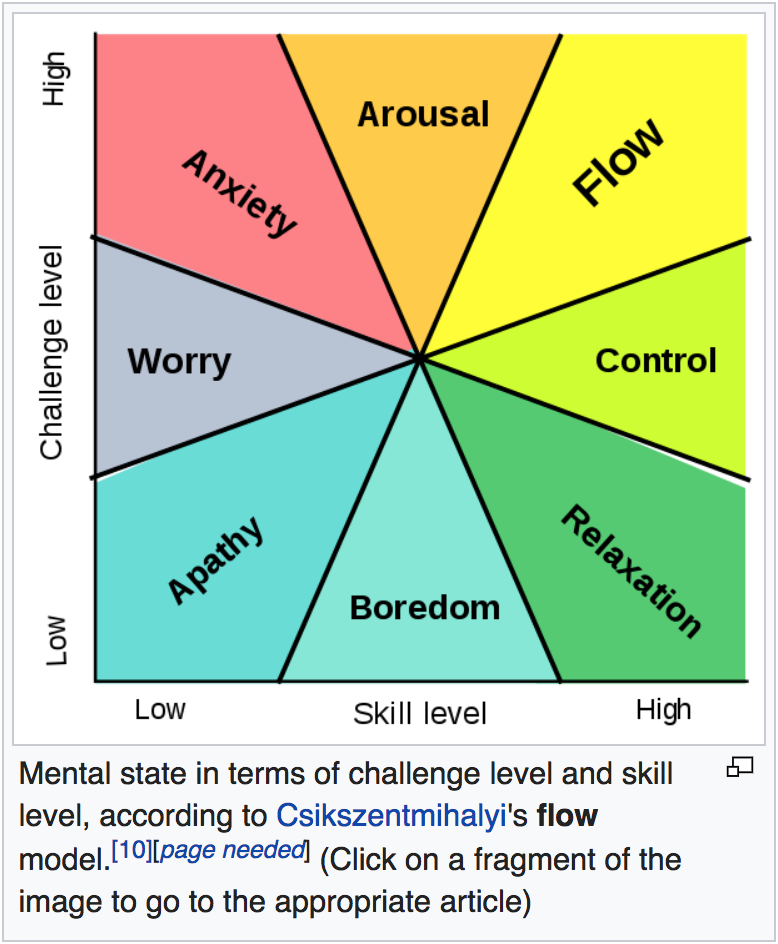 High
Arousal
Flow
Anxiety
Challenge level
Worry
Control
Apathy
Boredom
Relaxation
Low
Low
Skill level
High
Mental state in terms of challenge level and skill
level, according to Csikszentmihalyi's flow
model.[10][page needed] (Click on a fragment of the
image to go to the appropriate article)